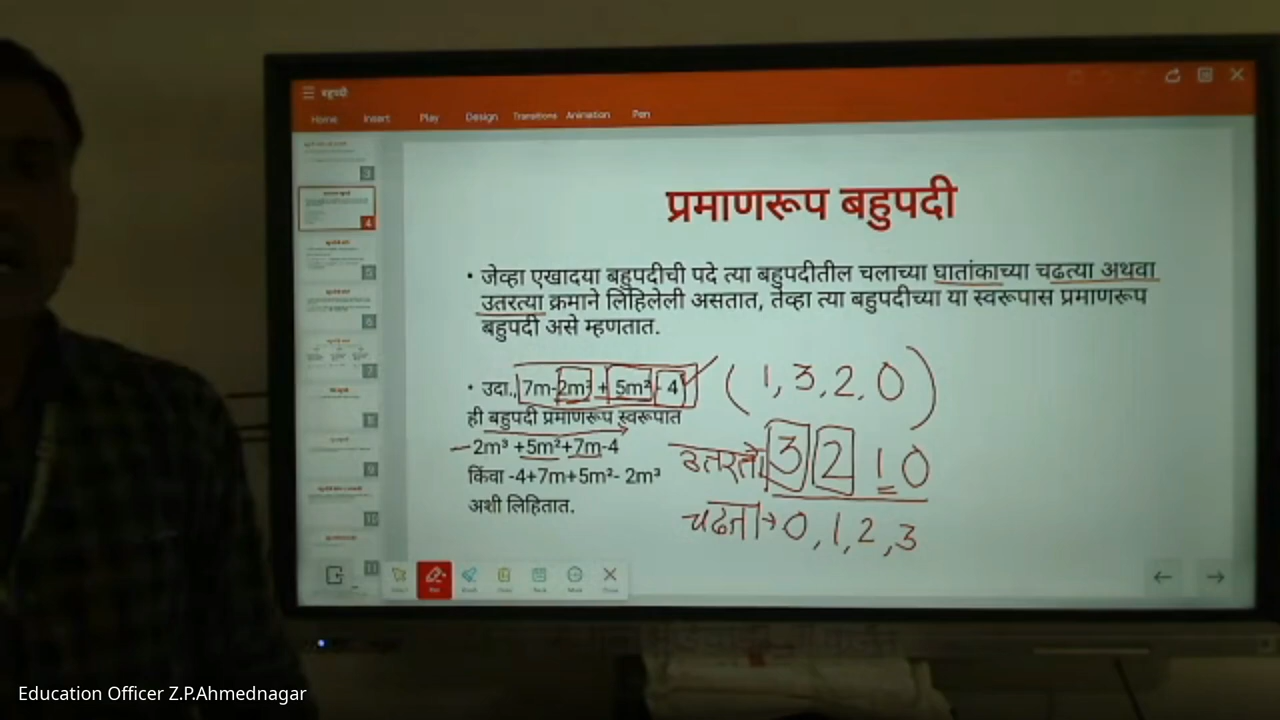 बहुपदी
Home Insert Play Design Transitions Animation Pen
प्रमाणरूप बहुपदी
• जेव्हा एखादया बहुपदीची पदे त्या बहुपदीतील चलाच्या घातांकाच्या चढत्या अथवा
उतरत्या क्रमाने लिहिलेली असतात, तेव्हा त्या बहुपदीच्या या स्वरूपास प्रमाणरूप
बहुपदी असे म्हणतात.
• उदा., 7m-2m³ + 5m² - 4
(1, 3, 2, 0)
ही बहुपदी प्रमाणरूप स्वरूपात
- 2m³ +5m²+7m-4
उतरते 3 2 1 0
किंवा -4+7m+5m²- 2m³
अशी लिहितात.
चढता → 0, 1, 2, 3
Education Officer Z.P.Ahmednagar